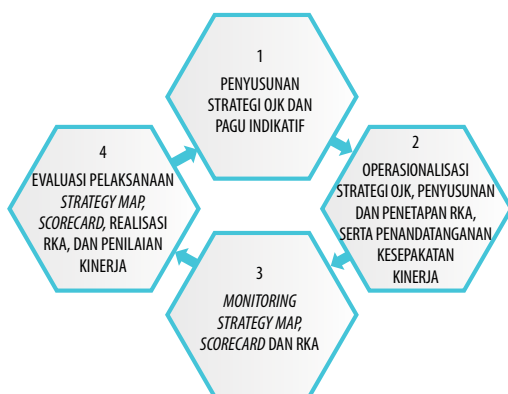 1
PENYUSUNAN
STRATEGI OJK DAN
PAGU INDIKATIF
2
OPERASIONALISASI
STRATEGI OJK, PENYUSUNAN
DAN PENETAPAN RKA,
SERTA PENANDATANGANAN
KESEPAKATAN
KINERJA
3
MONITORING
STRATEGY MAP,
SCORECARD DAN RKA
4
EVALUASI PELAKSANAAN
STRATEGY MAP,
SCORECARD, REALISASI
RKA, DAN PENILAIAN
KINERJA